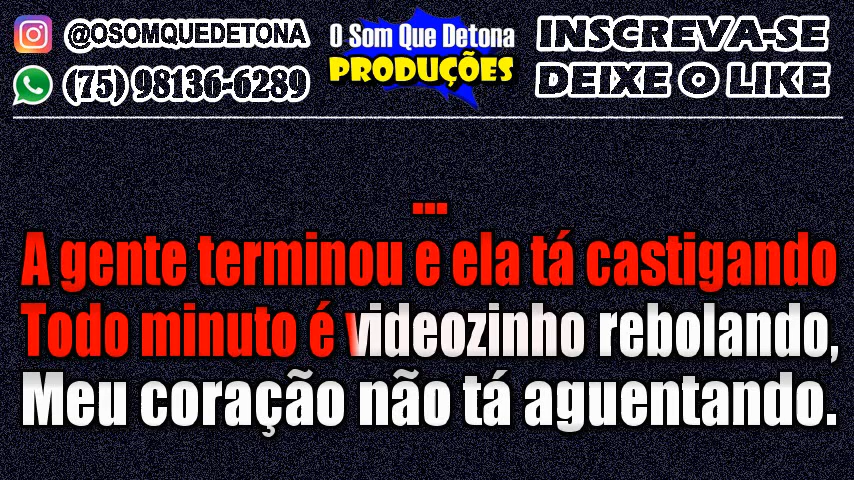 @OSOMQUEDETONA
(75) 98136-6289
O Som Que Detona
PRODUÇÕES
INSCREVA-SE
DEIXE O LIKE
...
A gente terminou e ela tá castigando
Todo minuto é videozinho rebolando,
Meu coração não tá aguentando.